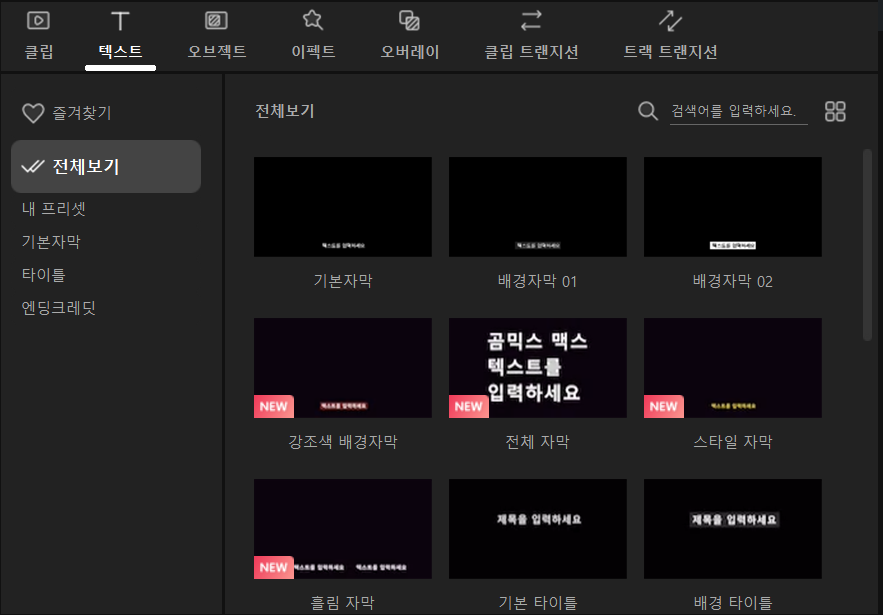 클립
텍스트
오브젝트
이펙트
오버레이
클립 트랜지션
트랙 트랜지션
즐겨찾기
전체보기
내 프리셋
기본자막
타이틀
엔딩크레딧
전체보기
검색어를 입력하세요.
텍스트를 입력하세요
텍스트를 입력하세요
텍스트를 입력하세요
기본자막
배경자막 01
배경자막 02
NEW
텍스트를 입력하세요
곰믹스 맥스
텍스트를
입력하세요
NEW
NEW
텍스트를 입력하세요
강조색 배경자막
전체 자막
스타일 자막
NEW
텍스트를 입력하세요 텍스트를 입력하세요
제목을 입력하세요
제목을 입력하세요
흘림 자막
기본 타이틀
배경 타이틀